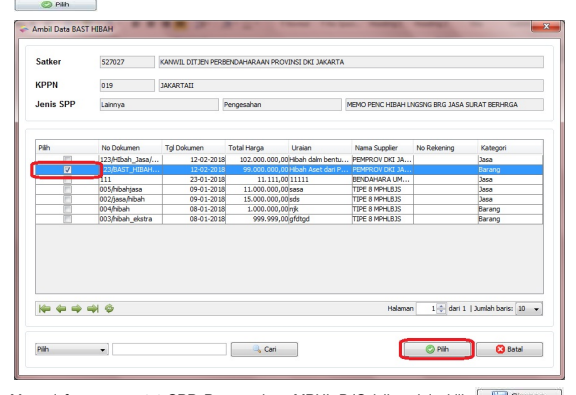 Pilih
Ambil Data BAST HIBAH
Satker 527027 KANWIL DITJEN PERBENDAHARAAN PROVINSI DKI JAKARTA
KPPN 019 JAKARTAII
Jenis SPP Lainnya Pengesahan MEMO PENC HIBAH LNGSNG BRG JASA SURAT BERHRGA
Pilih No Dokumen Tgl Dokumen Total Harga Uraian Nama Supplier No Rekening Kategori
123/HIbah_Jasa/... 12-02-2018 102.000.000,00 Hibah dalm bentu... PEMPROV DKI JA... Jasa
123/BAST_HIBAH... 12-02-2018 99.000.000,00 Hibah Aset dari P... PEMPROV DKI JA... Barang
111 23-01-2018 11.111,00 11111 BENDAHARA UM... Jasa
005/hibahjasa 09-01-2018 11.000.000,00 sasa TIPE 8 MPHLBJS Jasa
002/jasa/hibah 09-01-2018 15.000.000,00 sds TIPE 8 MPHLBJS Jasa
004/hibah 08-01-2018 1.000.000,00 njk TIPE 8 MPHLBJS Barang
003/hibah_ekstra 08-01-2018 999.999,00 gfdtgd TIPE 8 MPHLBJS Barang
Halaman 1 dari 1 | Jumlah baris: 10
Pilih Cari Pilih Batal